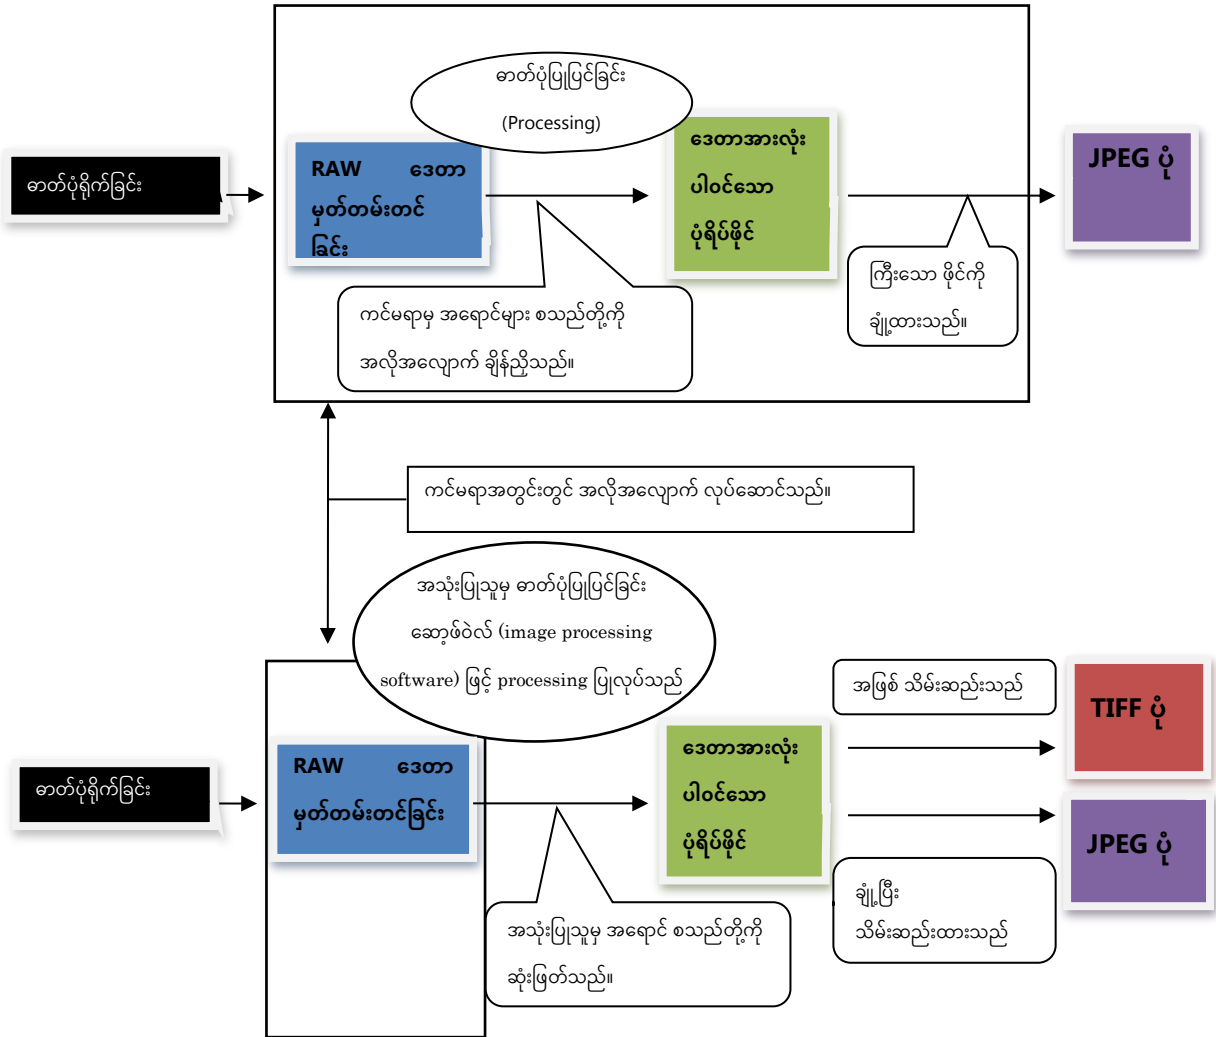 ဓာတ်ပုံပြုပြင်ခြင်း
(Processing)
ဓာတ်ပုံရိုက်ခြင်း
RAW ဒေတာ
မှတ်တမ်းတင်
ခြင်း
ဒေတာအားလုံး
ပါဝင်သော
ပုံရိပ်ဖိုင်
JPEG ပုံ
ကင်မရာမှ အရောင်များ စသည်တို့ကို
အလိုအလျောက် ချိန်ညှိသည်။
ကြီးသော ဖိုင်ကို
ချုံ့ထားသည်။
ကင်မရာအတွင်းတွင် အလိုအလျောက် လုပ်ဆောင်သည်။
အသုံးပြုသူမှ ဓာတ်ပုံပြုပြင်ခြင်း
ဆော့ဖ်ဝဲလ် (image processing
software) ဖြင့် processing ပြုလုပ်သည်
ဓာတ်ပုံရိုက်ခြင်း
RAW ဒေတာ
မှတ်တမ်းတင်ခြင်း
ဒေတာအားလုံး
ပါဝင်သော
ပုံရိပ်ဖိုင်
အဖြစ် သိမ်းဆည်းသည်
TIFF ပုံ
JPEG ပုံ
ချုံ့ပြီး
သိမ်းဆည်းထားသည်
အသုံးပြုသူမှ အရောင် စသည်တို့ကို
ဆုံးဖြတ်သည်။